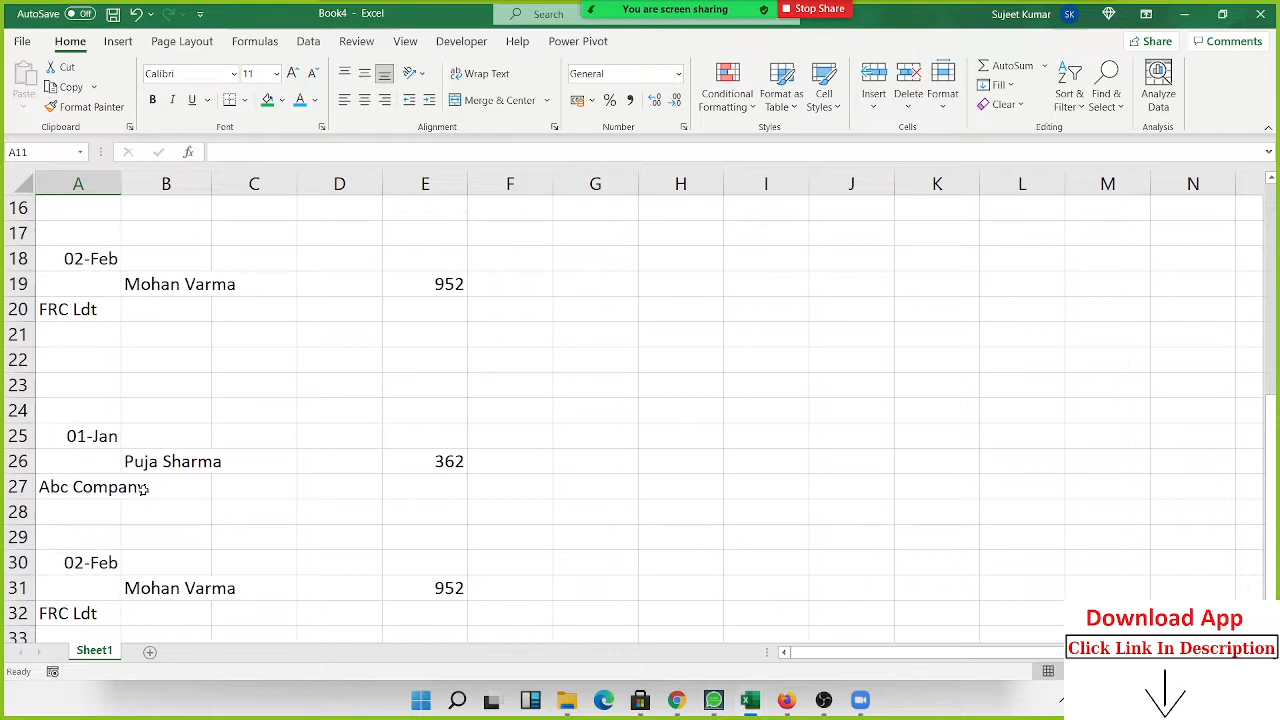 AutoSave Off Book4 - Excel Search You are screen sharing Stop Share Sujeet Kumar SK
File Home Insert Page Layout Formulas Data Review View Developer Help Power Pivot Share Comments
Paste Cut Copy Format Painter
Calibri 11 B I U A
Wrap Text Merge & Center
General % ,
Conditional Formatting Format as Table Cell Styles
Insert Delete Format
AutoSum Fill Clear Sort & Filter Find & Select
Analyze Data
Clipboard Font Alignment Number Styles Cells Editing Analysis
A11 fx
A B C D E F G H I J K L M N
16
17
18 02-Feb
19 Mohan Varma 952
20 FRC Ldt
21
22
23
24
25 01-Jan
26 Puja Sharma 362
27 Abc Company
28
29
30 02-Feb
31 Mohan Varma 952
32 FRC Ldt
33
Sheet1
Ready
Download App
Click Link In Description